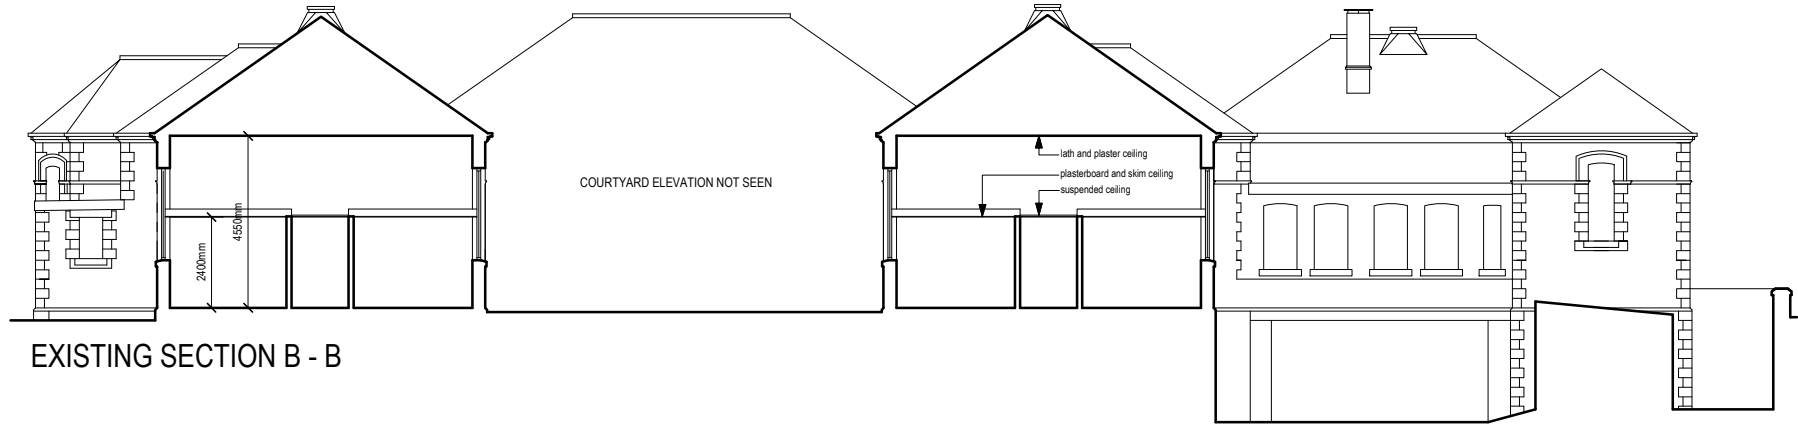 COURTYARD ELEVATION NOT SEEN
lath and plaster ceiling
plasterboard and skim ceiling
suspended ceiling
4550mm
2400mm
EXISTING SECTION B - B